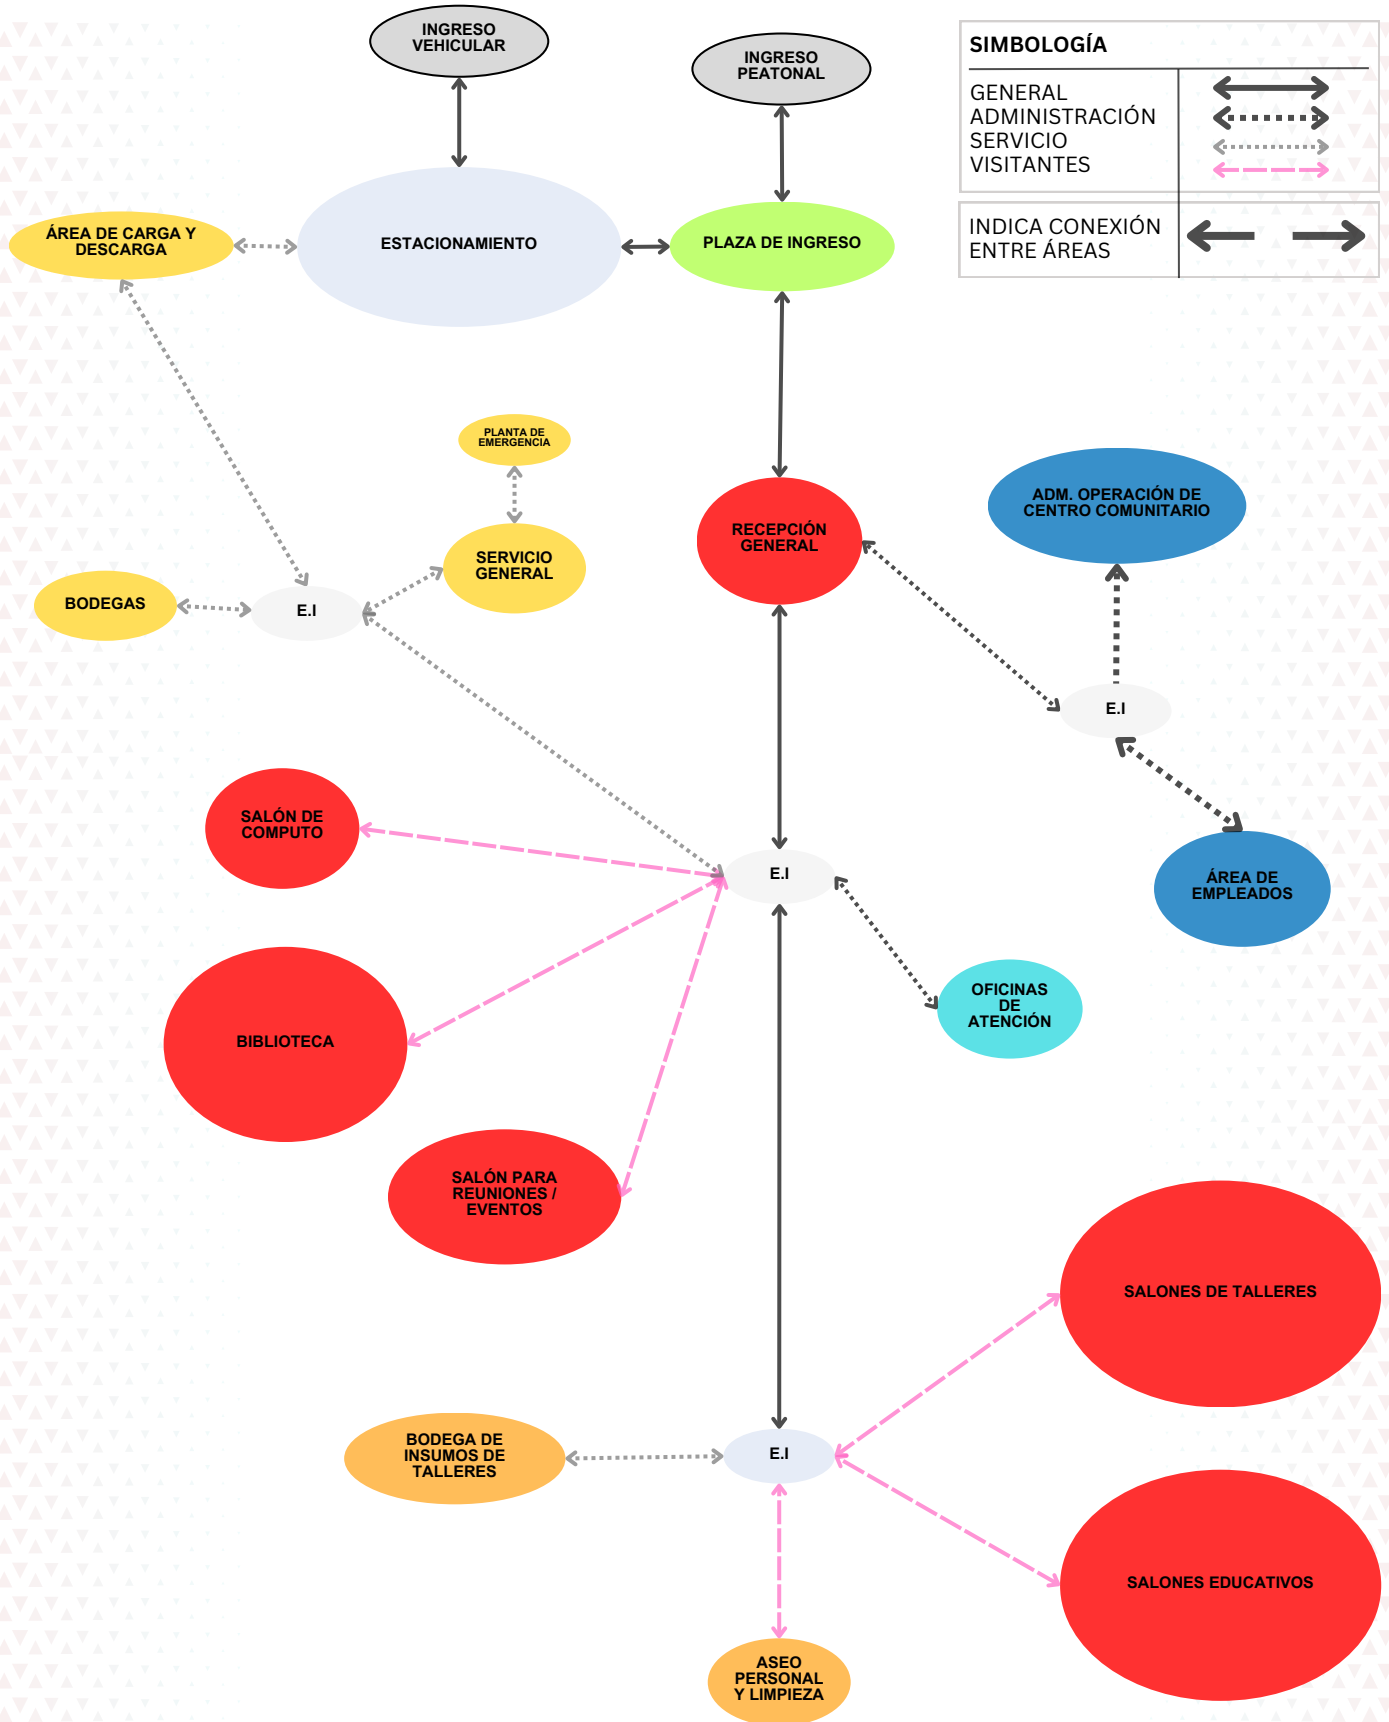 INGRESO
VEHICULAR
INGRESO
PEATONAL
SIMBOLOGÍA
GENERAL
ADMINISTRACIÓN
SERVICIO
VISITANTES
INDICA CONEXIÓN
ENTRE ÁREAS
ÁREA DE CARGA Y
DESCARGA
ESTACIONAMIENTO
PLAZA DE INGRESO
PLANTA DE
EMERGENCIA
SERVICIO
GENERAL
RECEPCIÓN
GENERAL
ADM. OPERACIÓN DE
CENTRO COMUNITARIO
BODEGAS
E.I
E.I
SALÓN DE
COMPUTO
E.I
ÁREA DE
EMPLEADOS
BIBLIOTECA
OFICINAS
DE
ATENCIÓN
SALÓN PARA
REUNIONES /
EVENTOS
SALONES DE TALLERES
BODEGA DE
INSUMOS DE
TALLERES
E.I
SALONES EDUCATIVOS
ASEO
PERSONAL
Y LIMPIEZA